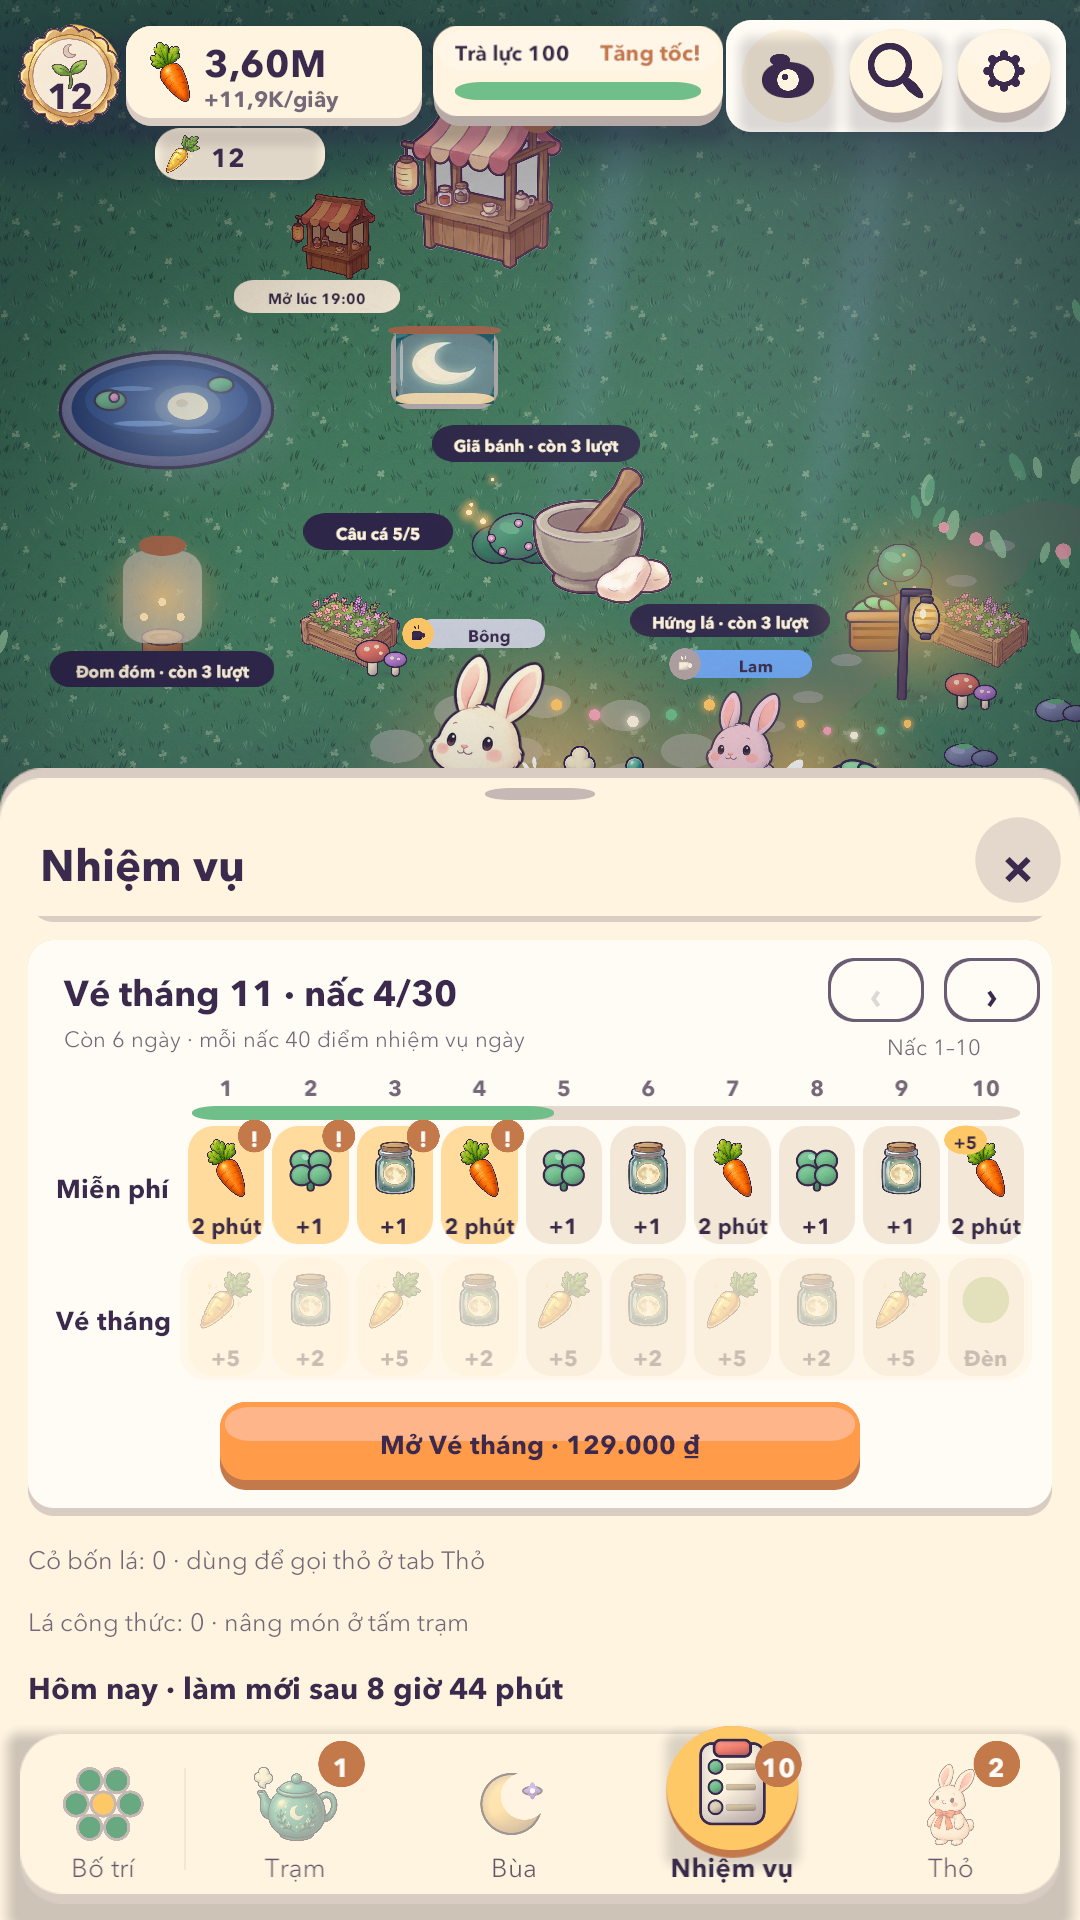 12
3,60M
+11,9K/giây
Trà lực 100
Tăng tốc!
12
Mở lúc 19:00
Giã bánh · còn 3 lượt
Câu cá 5/5
Bông
Hứng lá · còn 3 lượt
Lam
Đom đóm · còn 3 lượt
Nhiệm vụ
×
Vé tháng 11 · nấc 4/30
‹ ›
Còn 6 ngày · mỗi nấc 40 điểm nhiệm vụ ngày
Nấc 1–10
1 2 3 4 5 6 7 8 9 10
! ! ! ! +5
Miễn phí
2 phút +1 +1 2 phút +1 +1 2 phút +1 +1 2 phút
Vé tháng
+5 +2 +5 +2 +5 +2 +5 +2 +5 Đèn
Mở Vé tháng · 129.000 ₫
Cỏ bốn lá: 0 · dùng để gọi thỏ ở tab Thỏ
Lá công thức: 0 · nâng món ở tấm trạm
Hôm nay · làm mới sau 8 giờ 44 phút
1 10 2
Bố trí Trạm Bùa Nhiệm vụ Thỏ